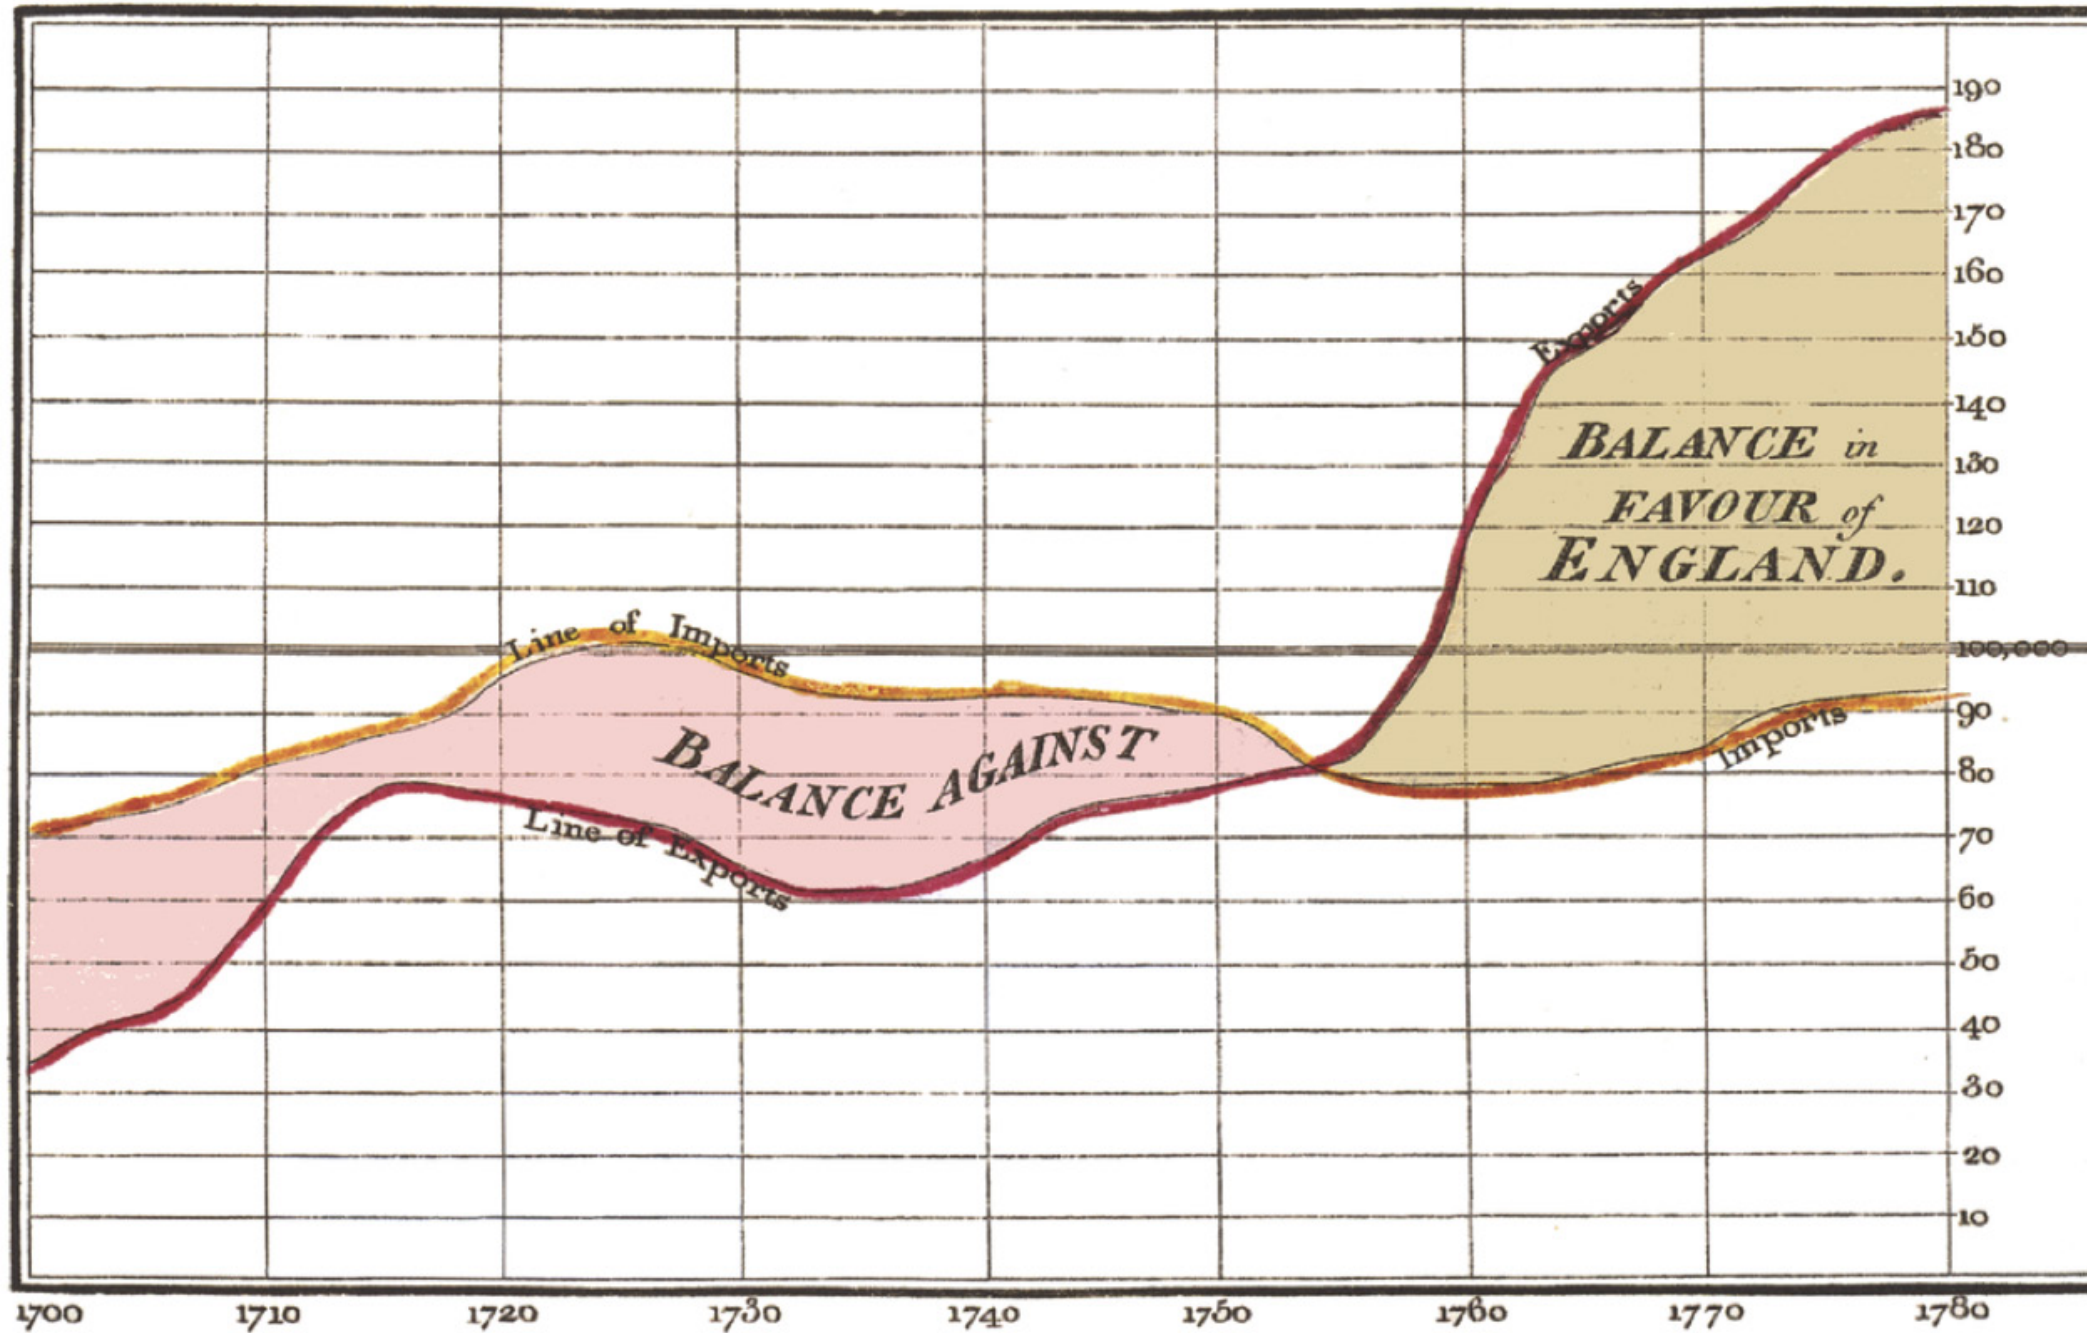 190
180
170
160
150
140
130
120
110
100,000
90
80
70
60
50
40
30
20
10
Line of Imports
Line of Exports
BALANCE AGAINST
Exports
BALANCE in
FAVOUR of
ENGLAND.
Imports
1700 1710 1720 1730 1740 1750 1760 1770 1780